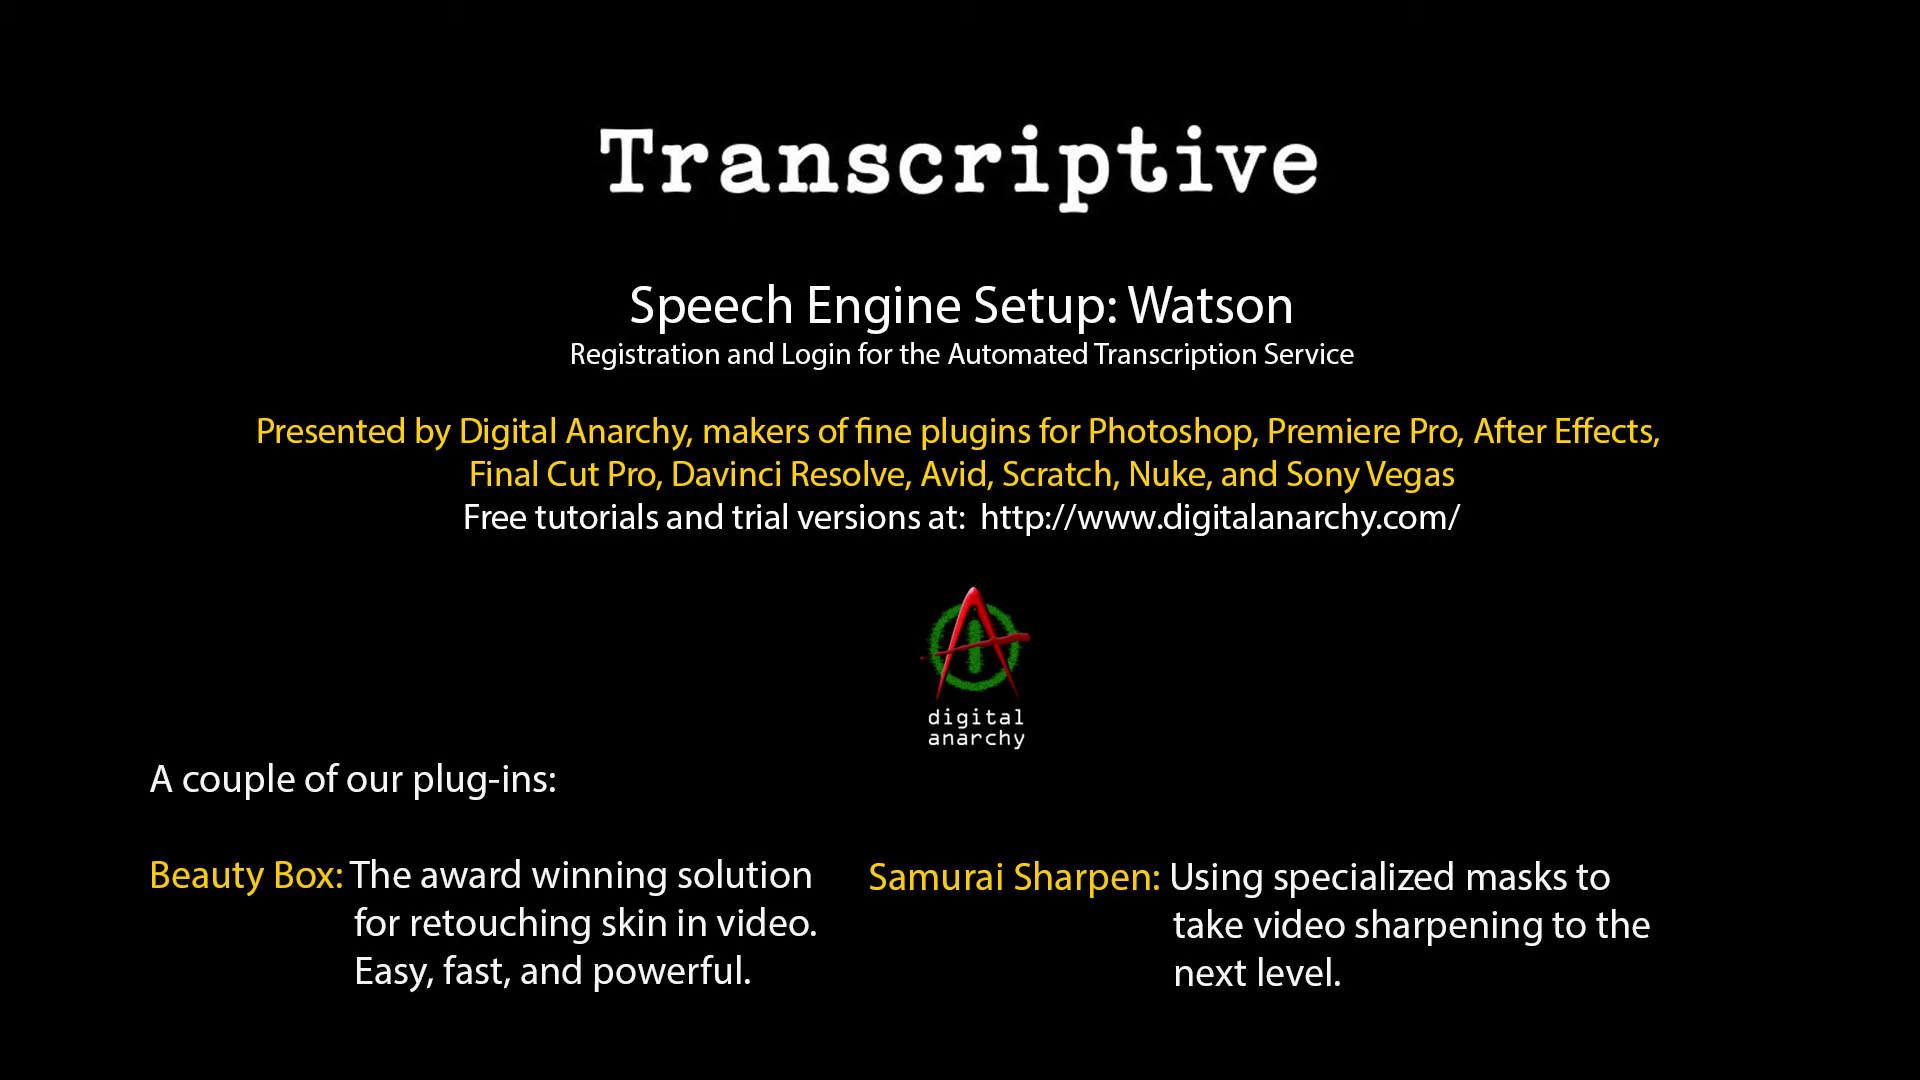 Transcriptive
Speech Engine Setup: Watson
Registration and Login for the Automated Transcription Service
Presented by Digital Anarchy, makers of fine plugins for Photoshop, Premiere Pro, After Effects,
Final Cut Pro, Davinci Resolve, Avid, Scratch, Nuke, and Sony Vegas
Free tutorials and trial versions at:  http://www.digitalanarchy.com/
digital
anarchy
A couple of our plug-ins:
Beauty Box: The award winning solution
for retouching skin in video.
Easy, fast, and powerful.
Samurai Sharpen: Using specialized masks to
take video sharpening to the
next level.